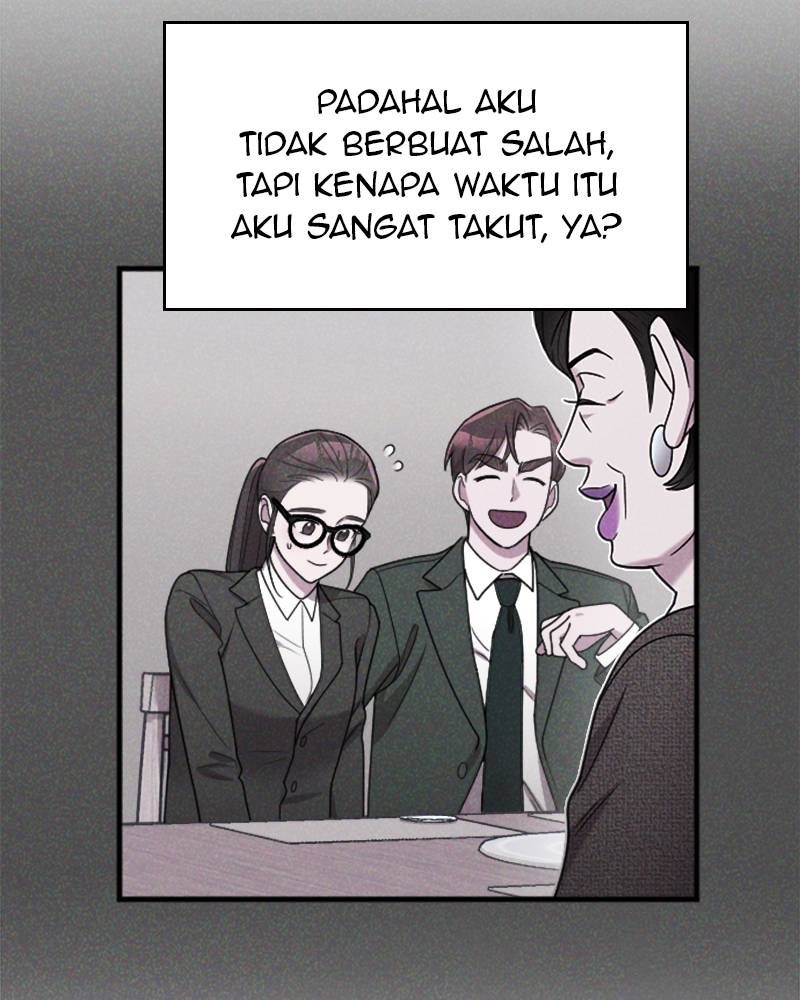 PADAHAL AKU
TIDAK BERBUAT SALAH,
TAPI KENAPA WAKTU ITU
AKU SANGAT TAKUT, YA?